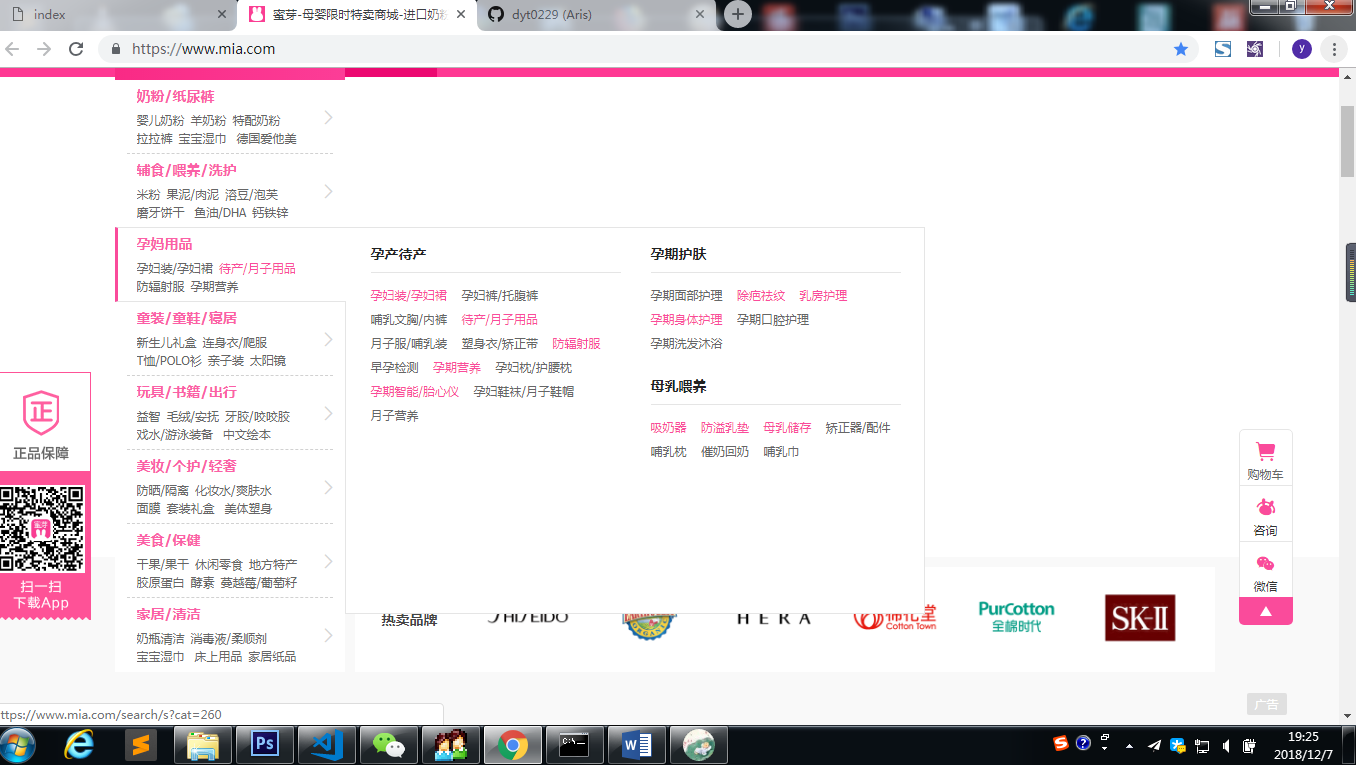 index
蜜芽-母婴限时特卖商城-进口奶粉
dyt0229 (Aris)
https://www.mia.com
y
奶粉/纸尿裤
婴儿奶粉 羊奶粉 特配奶粉
拉拉裤 宝宝湿巾 德国爱他美
辅食/喂养/洗护
米粉 果泥/肉泥 溶豆/泡芙
磨牙饼干 鱼油/DHA 钙铁锌
孕妈用品
孕妇装/孕妇裙 待产/月子用品
防辐射服 孕期营养
童装/童鞋/寝居
新生儿礼盒 连身衣/爬服
T恤/POLO衫 亲子装 太阳镜
玩具/书籍/出行
益智 毛绒/安抚 牙胶/咬咬胶
戏水/游泳装备 中文绘本
美妆/个护/轻奢
防晒/隔离 化妆水/爽肤水
面膜 套装礼盒 美体塑身
美食/保健
干果/果干 休闲零食 地方特产
胶原蛋白 酵素 蔓越莓/葡萄籽
家居/清洁
奶瓶清洁 消毒液/柔顺剂
宝宝湿巾 床上用品 家居纸品
孕产待产
孕妇装/孕妇裙 孕妇裤/托腹裤
哺乳文胸/内裤 待产/月子用品
月子服/哺乳装 塑身衣/矫正带 防辐射服
早孕检测 孕期营养 孕妇枕/护腰枕
孕期智能/胎心仪 孕妇鞋袜/月子鞋帽
月子营养
孕期护肤
孕期面部护理 除疤祛纹 乳房护理
孕期身体护理 孕期口腔护理
孕期洗发沐浴
母乳喂养
吸奶器 防溢乳垫 母乳储存 矫正器/配件
哺乳枕 催奶回奶 哺乳巾
正
正品保障
蜜芽
扫一扫
下载App
购物车
咨询
微信
热卖品牌
SHISEIDO
ORGANIC
HERA
棉花堂
Cotton Town
PurCotton
全棉时代
SK-II
广告
ttps://www.mia.com/search/s?cat=260
Ps
C:\
W
S
19:25
2018/12/7